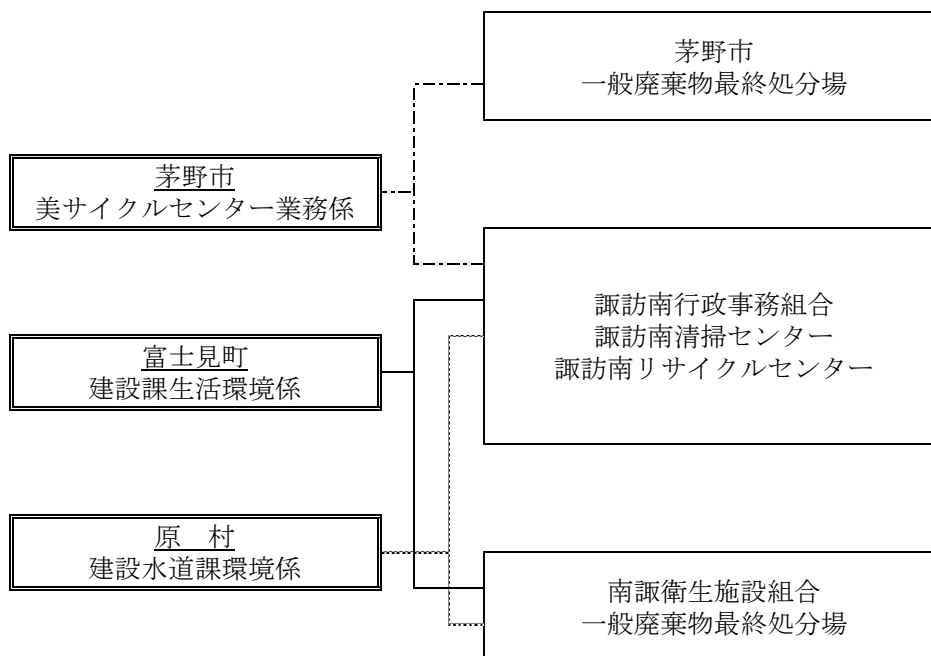 茅野市
一般廃棄物最終処分場
茅野市
美サイクルセンター業務係
諏訪南行政事務組合
諏訪南清掃センター
諏訪南リサイクルセンター
富士見町
建設課生活環境係
原　村
建設水道課環境係
南諏衛生施設組合
一般廃棄物最終処分場